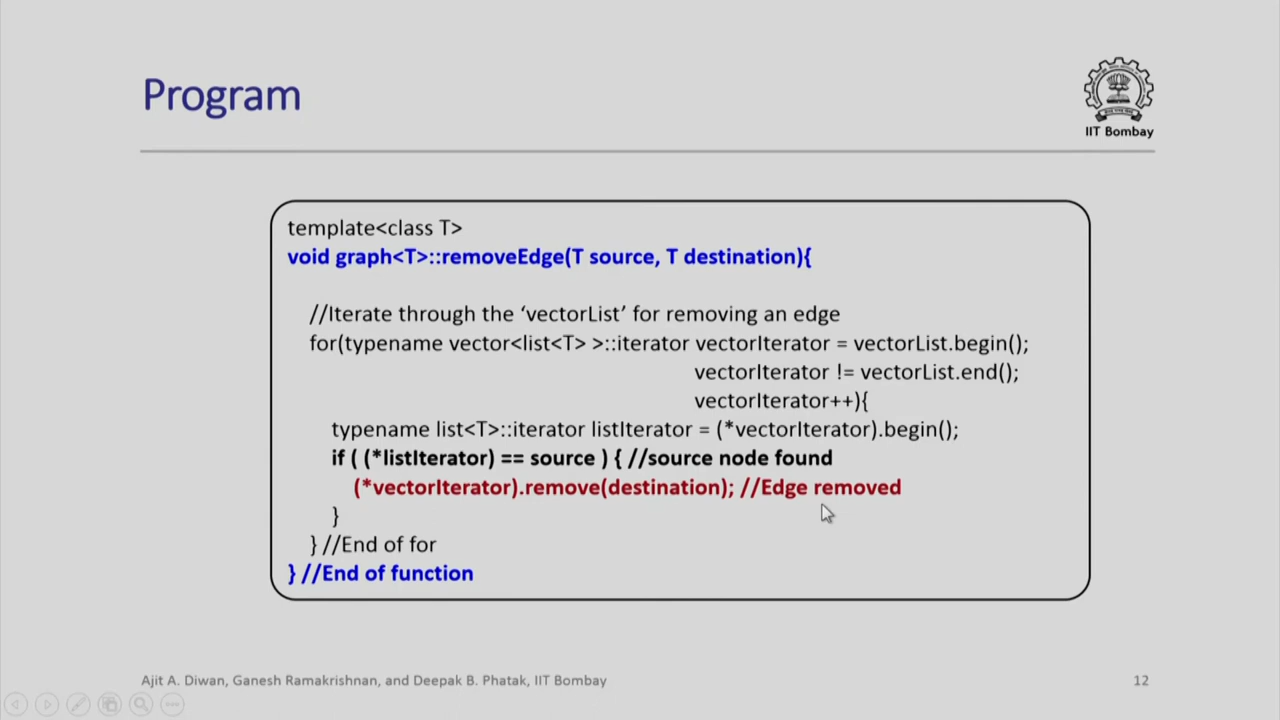 Program
IIT Bombay
template<class T>
void graph<T>::removeEdge(T source, T destination){
//Iterate through the ‘vectorList’ for removing an edge
for(typename vector<list<T> >::iterator vectorIterator = vectorList.begin();
vectorIterator != vectorList.end();
vectorIterator++){
typename list<T>::iterator listIterator = (*vectorIterator).begin();
if ( (*listIterator) == source ) { //source node found
(*vectorIterator).remove(destination); //Edge removed
}
} //End of for
} //End of function
Ajit A. Diwan, Ganesh Ramakrishnan, and Deepak B. Phatak, IIT Bombay
12